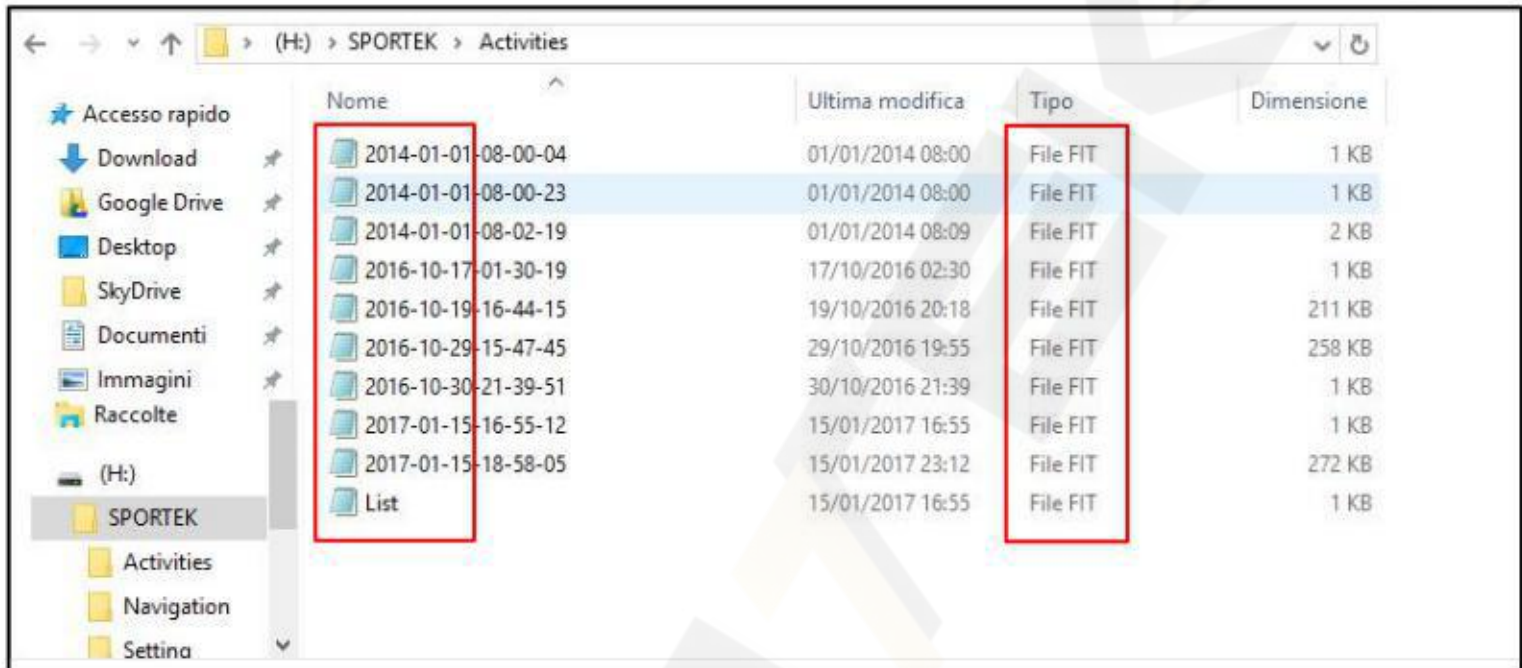 (H:) > SPORTEK > Activities
Accesso rapido
Download
Google Drive
Desktop
SkyDrive
Documenti
Immagini
Raccolte
(H:)
SPORTEK
Activities
Navigation
Setting
Nome Ultima modifica Tipo Dimensione
2014-01-01-08-00-04 01/01/2014 08:00 File FIT 1 KB
2014-01-01-08-00-23 01/01/2014 08:00 File FIT 1 KB
2014-01-01-08-02-19 01/01/2014 08:09 File FIT 2 KB
2016-10-17-01-30-19 17/10/2016 02:30 File FIT 1 KB
2016-10-19-16-44-15 19/10/2016 20:18 File FIT 211 KB
2016-10-29-15-47-45 29/10/2016 19:55 File FIT 258 KB
2016-10-30-21-39-51 30/10/2016 21:39 File FIT 1 KB
2017-01-15-16-55-12 15/01/2017 16:55 File FIT 1 KB
2017-01-15-18-58-05 15/01/2017 23:12 File FIT 272 KB
List 15/01/2017 16:55 File FIT 1 KB